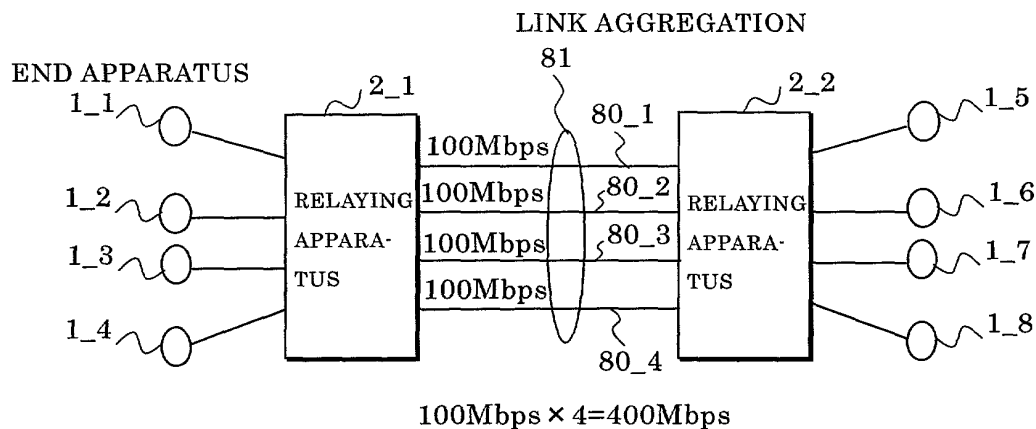 LINK AGGREGATION
81
END APPARATUS
1_1
2_1
2_2
1_5
80_1
100Mbps
100Mbps
80_2
1_2
RELAYING
APPARA-
TUS
RELAYING
APPARA-
TUS
1_6
100Mbps
80_3
1_3
1_7
100Mbps
1_4
1_8
80_4
100Mbps × 4=400Mbps